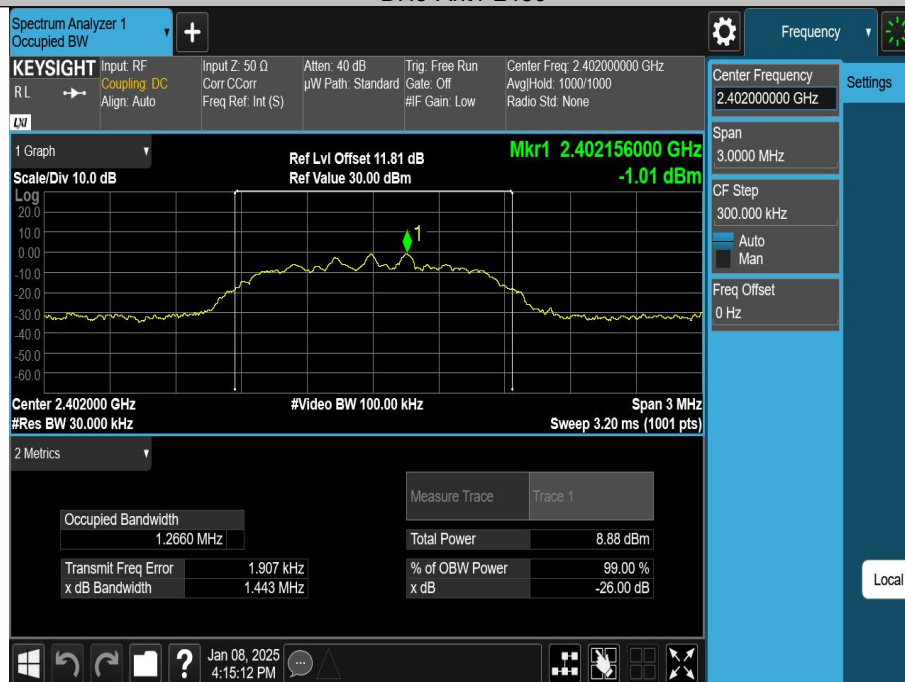 Spectrum Analyzer 1
Occupied BW
+
Frequency
KEYSIGHT
RL
LXI
Input: RF
Coupling: DC
Align: Auto
Input Z: 50 Ω
Corr CCorr
Freq Ref: Int (S)
Atten: 40 dB
µW Path: Standard
Trig: Free Run
Gate: Off
#IF Gain: Low
Center Freq: 2.402000000 GHz
Avg|Hold: 1000/1000
Radio Std: None
Center Frequency
2.402000000 GHz
Settings
Span
3.0000 MHz
CF Step
300.000 kHz
Auto
Man
Freq Offset
0 Hz
Local
1 Graph
Scale/Div 10.0 dB
Ref Lvl Offset 11.81 dB
Ref Value 30.00 dBm
Mkr1 2.402156000 GHz
-1.01 dBm
Log
20.0
10.0
0.00
-10.0
-20.0
-30.0
-40.0
-50.0
-60.0
1
Center 2.402000 GHz
#Res BW 30.000 kHz
#Video BW 100.00 kHz
Span 3 MHz
Sweep 3.20 ms (1001 pts)
2 Metrics
Measure Trace Trace 1
Occupied Bandwidth
1.2660 MHz
Total Power 8.88 dBm
Transmit Freq Error 1.907 kHz
% of OBW Power 99.00 %
x dB Bandwidth 1.443 MHz
x dB -26.00 dB
?
Jan 08, 2025
4:15:12 PM